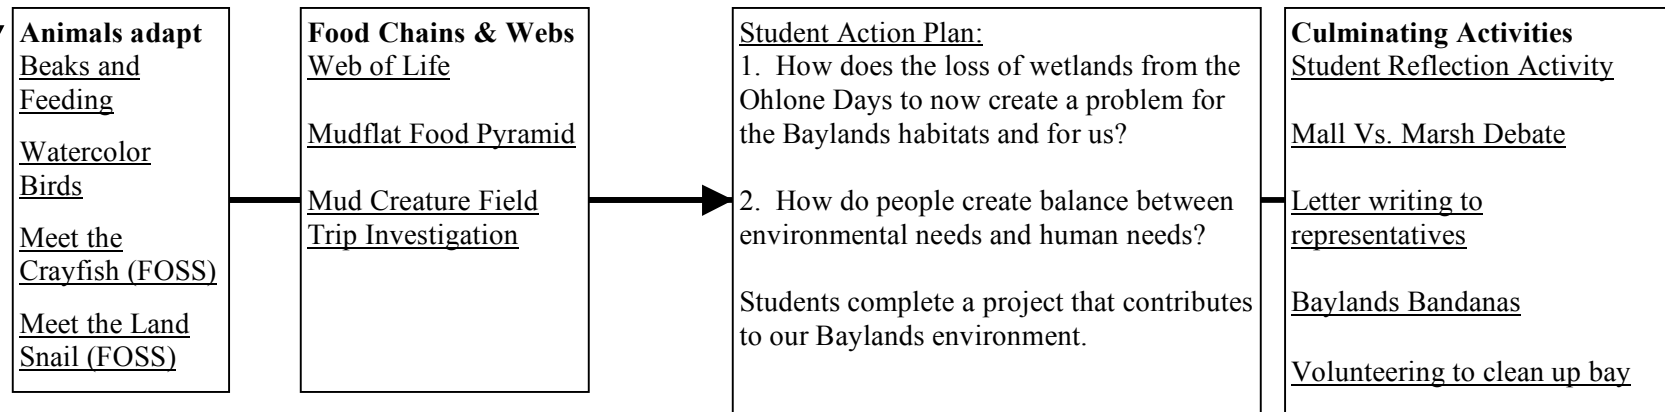 Animals adapt
Beaks and
Feeding
Watercolor
Birds
Meet the
Crayfish (FOSS)
Meet the Land
Snail (FOSS)
Food Chains & Webs
Web of Life
Mudflat Food Pyramid
Mud Creature Field
Trip Investigation
Student Action Plan:
1. How does the loss of wetlands from the
Ohlone Days to now create a problem for
the Baylands habitats and for us?
2. How do people create balance between
environmental needs and human needs?
Students complete a project that contributes
to our Baylands environment.
Culminating Activities
Student Reflection Activity
Mall Vs. Marsh Debate
Letter writing to
representatives
Baylands Bandanas
Volunteering to clean up bay